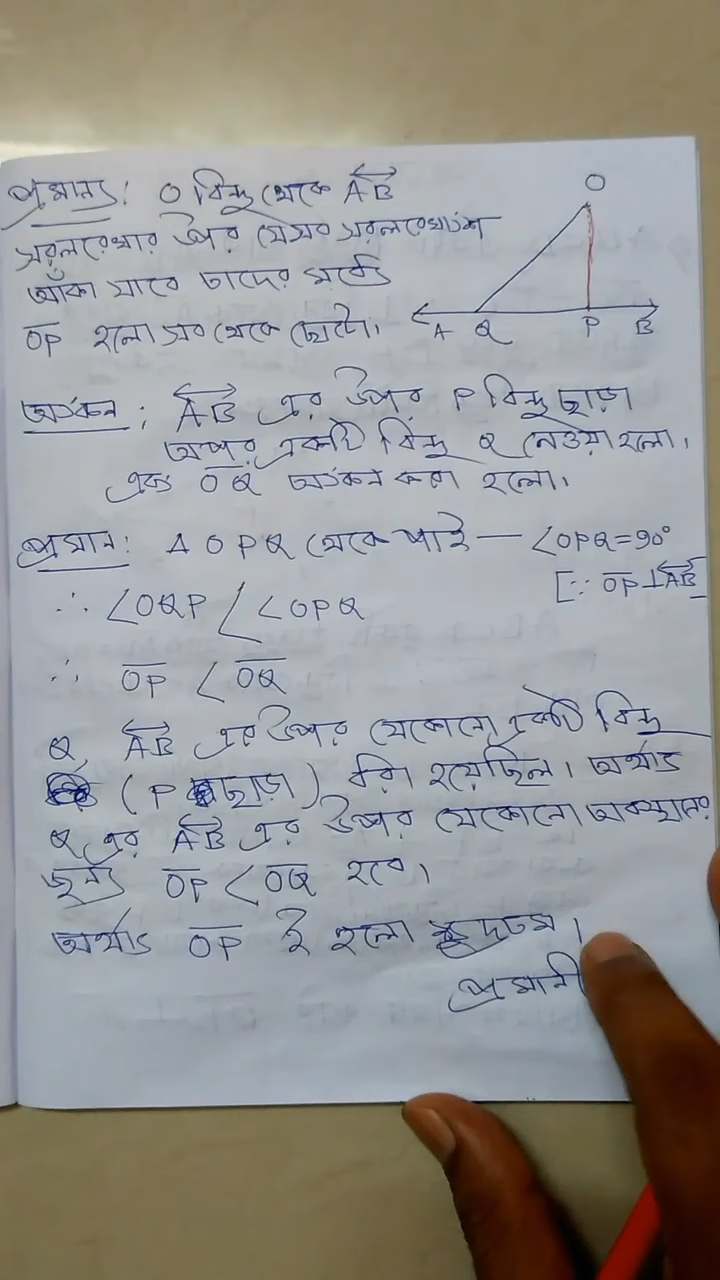 প্রমান্য: O বিন্দু থেকে AB
সরলরেখার উপর যেসব সরলরেখাংশ
আঁকা যাবে তাদের মধ্যে
OP হলো সব থেকে ছোটো।
O
A Q P B
অংকন: AB এর উপর P বিন্দু ছাড়া
অপর একটি বিন্দু Q নেওয়া হলো।
এবং OQ অংকন করা হলো।
প্রমান: Δ OPQ থেকে পাই — ∠OPQ=90°
[∵ OP⊥AB]
∴ ∠OQP < ∠OPQ
∴ OP < OQ
Q, AB এর উপর যেকোনো একটি বিন্দু
(P ছাড়া) ধরা হয়েছিল। অর্থাৎ
Q এর AB এর উপর যেকোনো অবস্থানের
জন্য OP < OQ হবে।
অর্থাৎ OP ই হলো ক্ষুদ্রতম।
প্রমানী